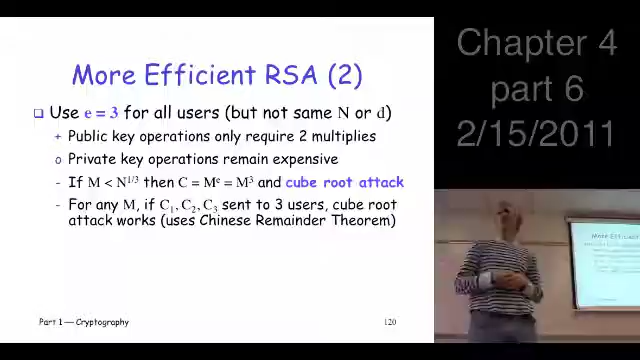 More Efficient RSA (2)
❑ Use e = 3 for all users (but not same N or d)
+ Public key operations only require 2 multiplies
o Private key operations remain expensive
- If M < N^1/3 then C = M^e = M^3 and cube root attack
- For any M, if C₁, C₂, C₃ sent to 3 users, cube root
attack works (uses Chinese Remainder Theorem)
Part 1 — Cryptography
120
Chapter 4
part 6
2/15/2011
More Efficient